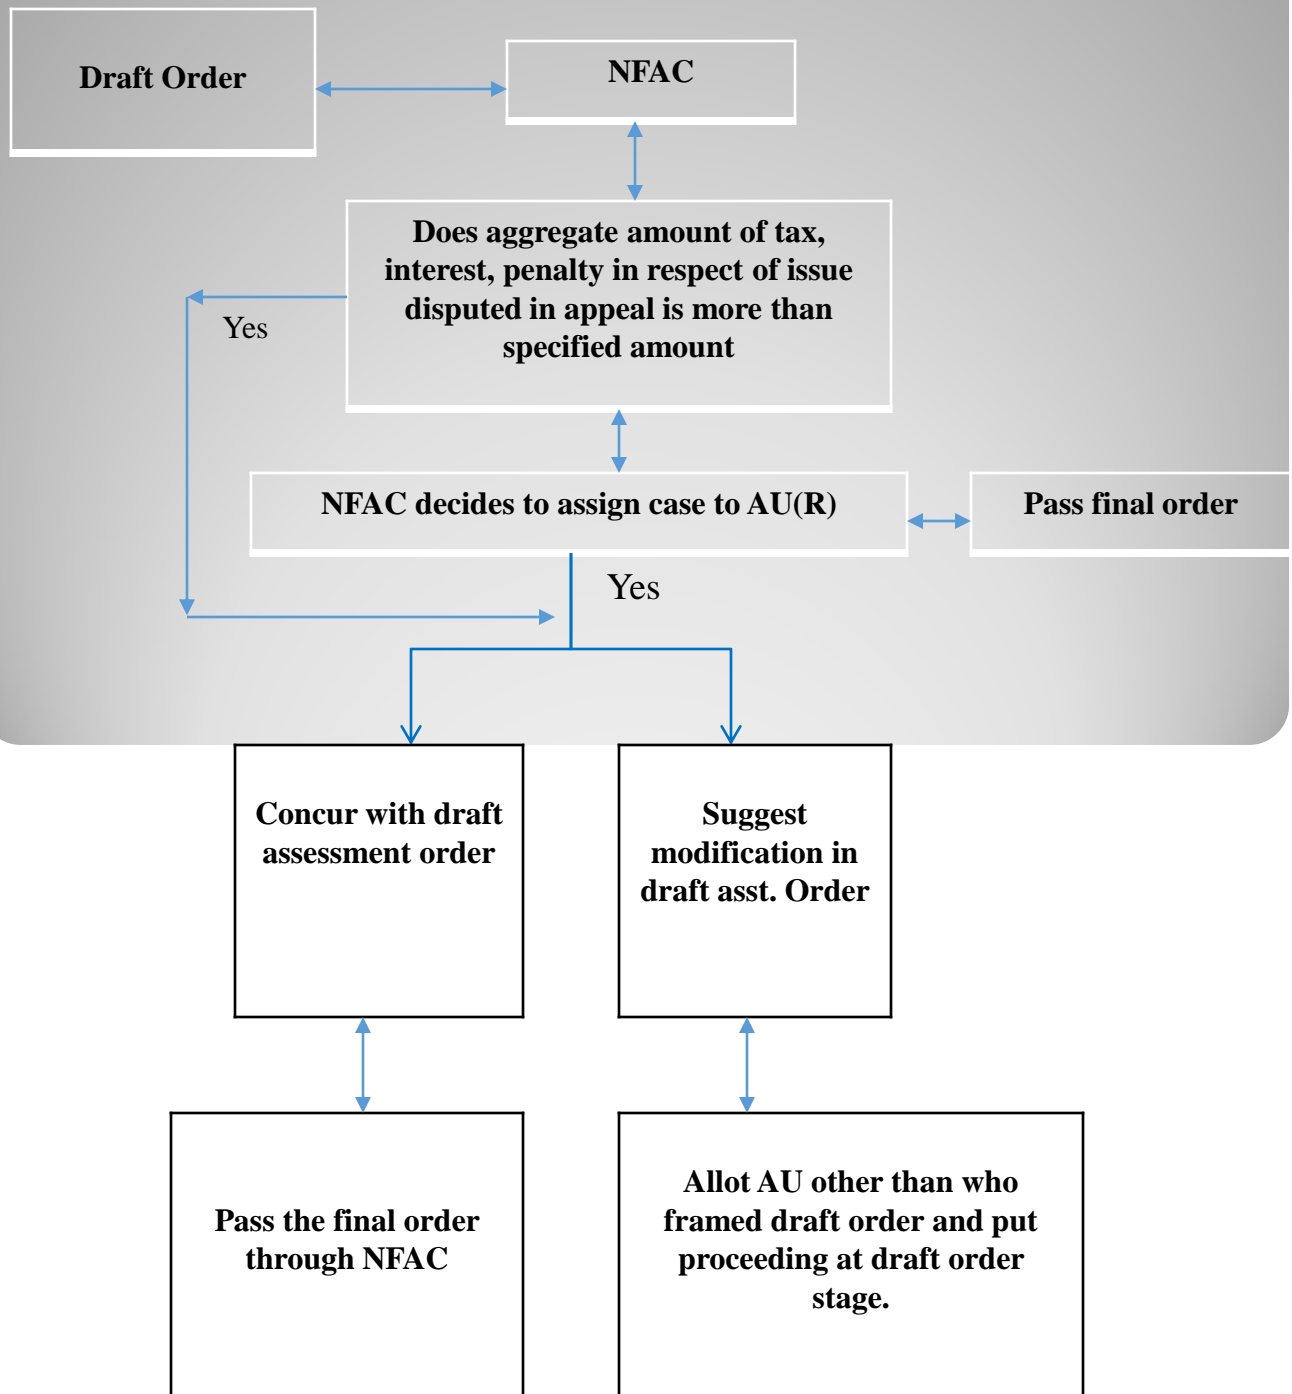 Draft Order
NFAC
Does aggregate amount of tax,
interest, penalty in respect of issue
disputed in appeal is more than
specified amount
Yes
NFAC decides to assign case to AU(R)
Pass final order
Yes
Concur with draft
assessment order
Suggest
modification in
draft asst. Order
Pass the final order
through NFAC
Allot AU other than who
framed draft order and put
proceeding at draft order
stage.